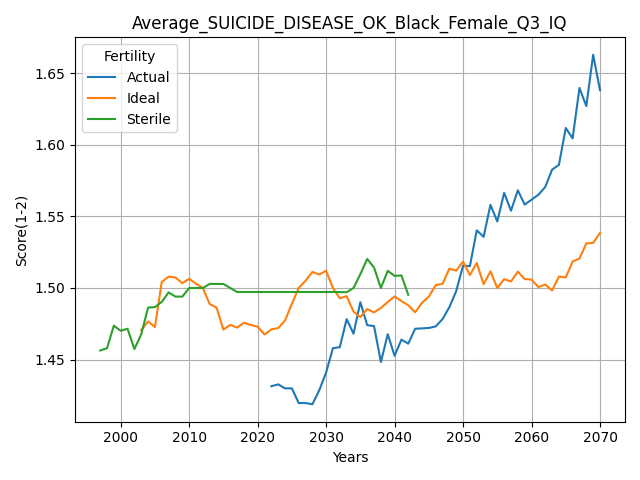 Average_SUICIDE_DISEASE_OK_Black_Female_Q3_IQ
Fertility
Actual
Ideal
Sterile
Score(1-2)
1.65
1.60
1.55
1.50
1.45
2000 2010 2020 2030 2040 2050 2060 2070
Years